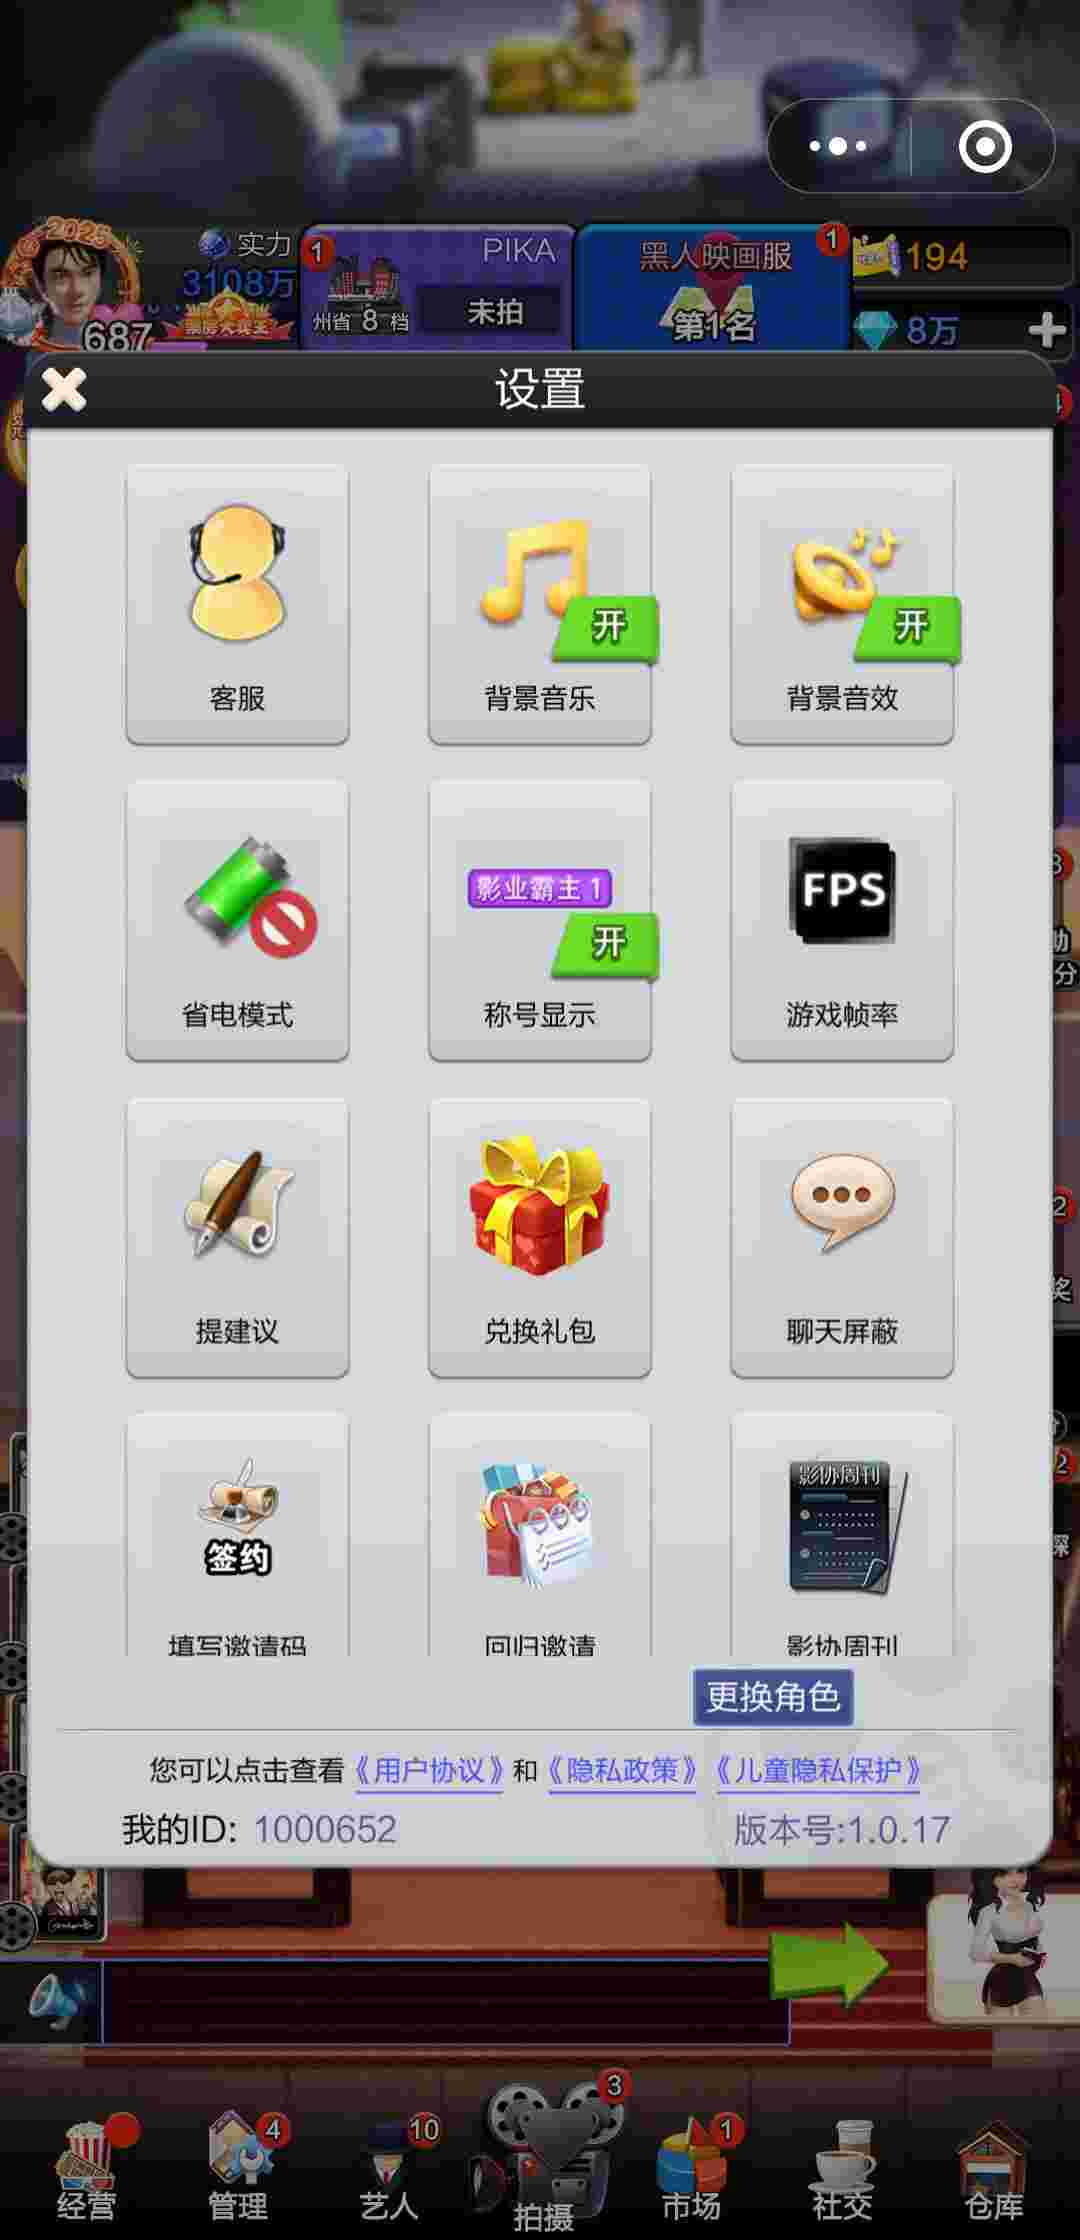 2025
实力
3108万
687
票房大赢家
1
PIKA
州省 8 档
未拍
黑人映画服
1
第1名
194
8万
设置
客服
背景音乐
开
背景音效
开
省电模式
影业霸主 1
开
称号显示
FPS
游戏帧率
提建议
兑换礼包
聊天屏蔽
签约
填写邀请码
回归邀请
影协周刊
影协周刊
更换角色
您可以点击查看《用户协议》和《隐私政策》《儿童隐私保护》
我的ID: 1000652
版本号:1.0.17
3
4
10
1
经营
管理
艺人
拍摄
市场
社交
仓库